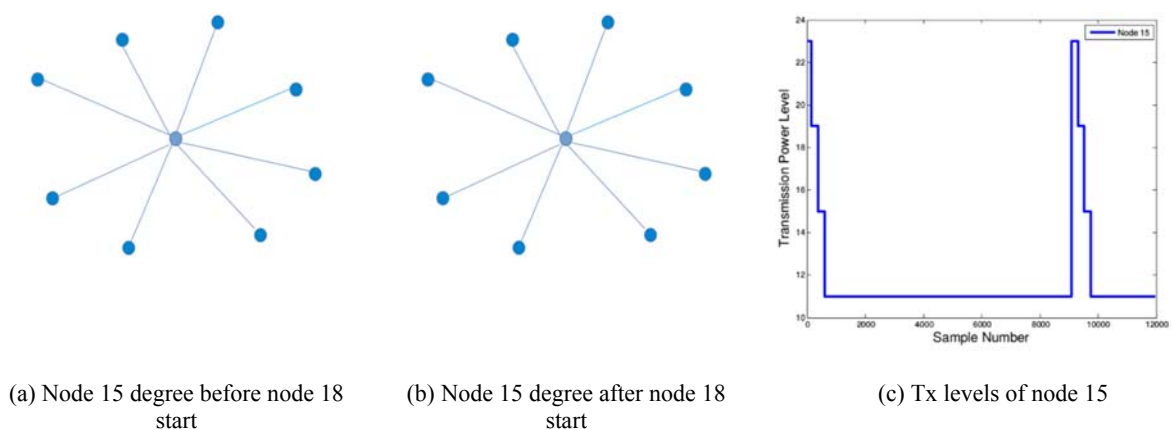 24
22
20
18
16
14
12
10
Transmission Power Level
Node 15
0
2000
4000
6000
8000
10000
12000
Sample Number
(a) Node 15 degree before node 18
start
(b) Node 15 degree after node 18
start
(c) Tx levels of node 15